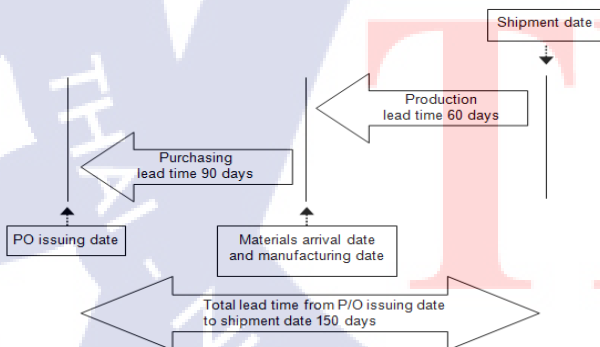 Shipment date
Production
lead time 60 days
Purchasing
lead time 90 days
PO issuing date
Materials arrival date
and manufacturing date
Total lead time from P/O issuing date
to shipment date 150 days
THAI - N
T